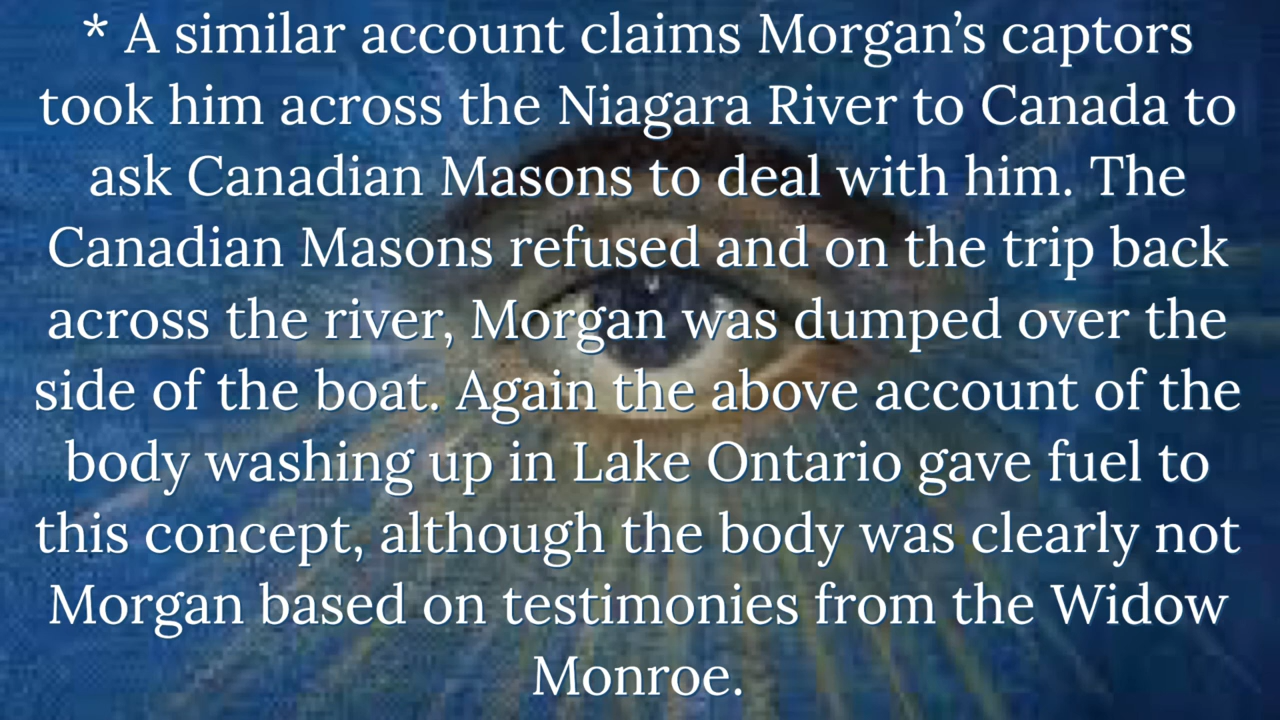 * A similar account claims Morgan’s captors
took him across the Niagara River to Canada to
ask Canadian Masons to deal with him. The
Canadian Masons refused and on the trip back
across the river, Morgan was dumped over the
side of the boat. Again the above account of the
body washing up in Lake Ontario gave fuel to
this concept, although the body was clearly not
Morgan based on testimonies from the Widow
Monroe.